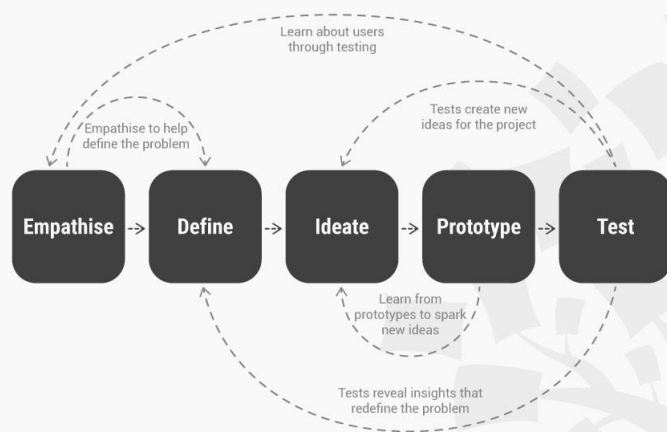 Learn about users
through testing
Tests create new
ideas for the project
Empathise to help
define the problem
Empathise
Define
Ideate
Prototype
Test
Learn from
prototypes to spark
new ideas
Tests reveal insights that
redefine the problem